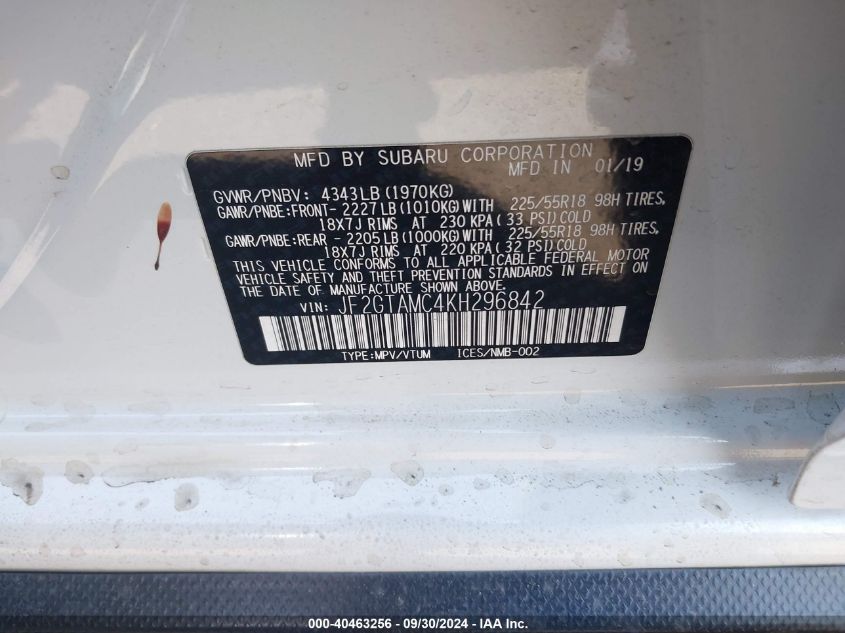 MFD BY SUBARU CORPORATION
MFD IN 01/19
GVWR/PNBV: 4343LB (1970KG)
GAWR/PNBE:FRONT- 2227LB (1010KG) WITH 225/55R18 98H TIRES,
18X7J RIMS AT 230 KPA (33 PSI) COLD
GAWR/PNBE:REAR - 2205LB (1000KG) WITH 225/55R18 98H TIRES,
18X7J RIMS AT 220 KPA (32 PSI) COLD
THIS VEHICLE CONFORMS TO ALL APPLICABLE FEDERAL MOTOR
VEHICLE SAFETY AND THEFT PREVENTION STANDARDS IN EFFECT ON
THE DATE OF MANUFACTURE SHOWN ABOVE.
VIN: JF2GTAMC4KH296842
TYPE:MPV/VTUM ICES/NMB-002
000-40463256 - 09/30/2024 - IAA Inc.